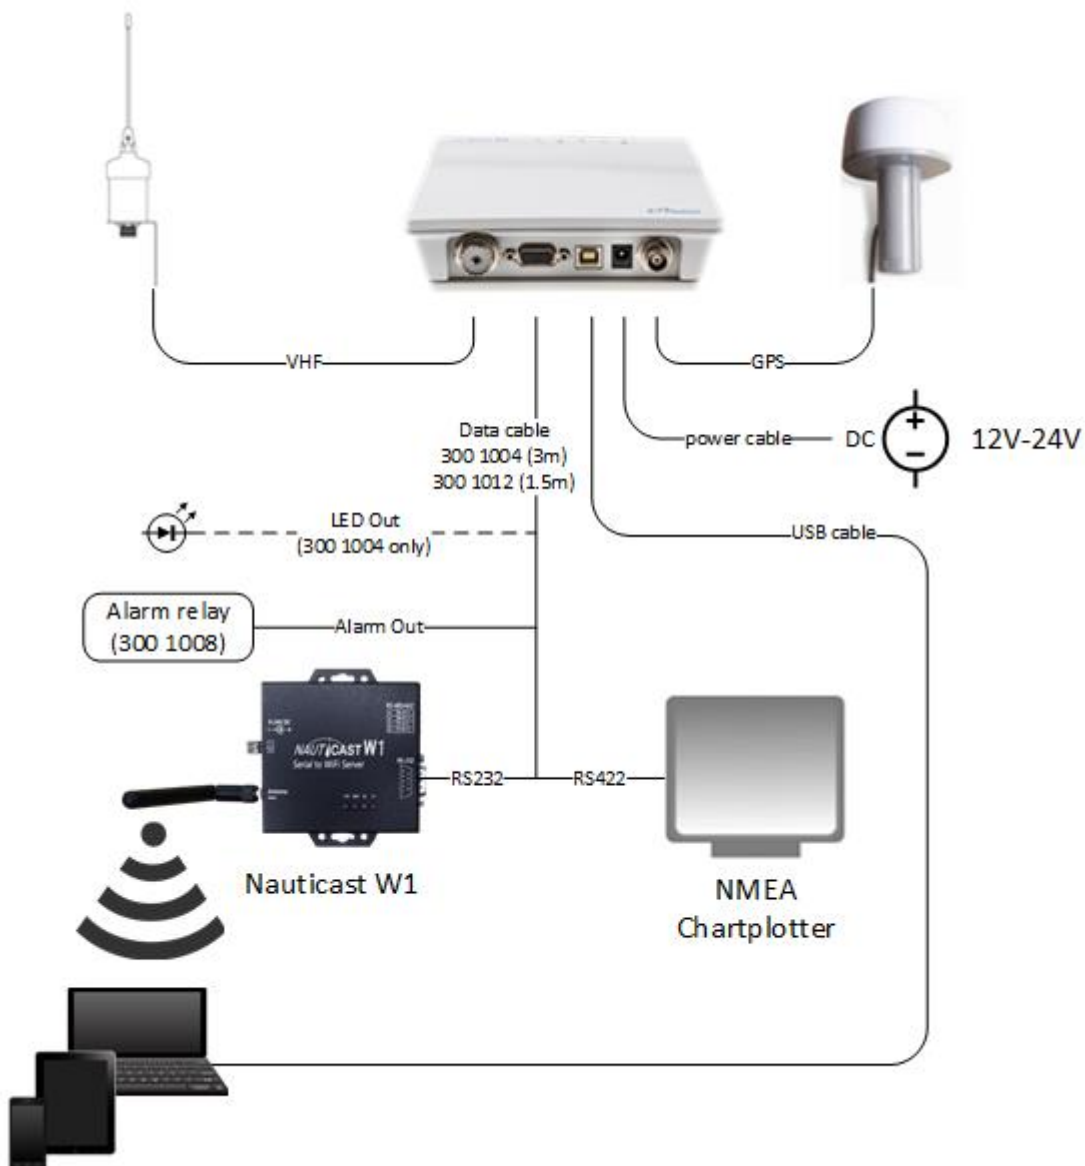 VHF
GPS
Data cable
300 1004 (3m)
300 1012 (1.5m)
power cable
DC
12V-24V
LED Out
(300 1004 only)
USB cable
Alarm relay
(300 1008)
Alarm Out
NAUTICAST W1
Serial to WiFi Server
RS232
RS422
Nauticast W1
NMEA
Chartplotter